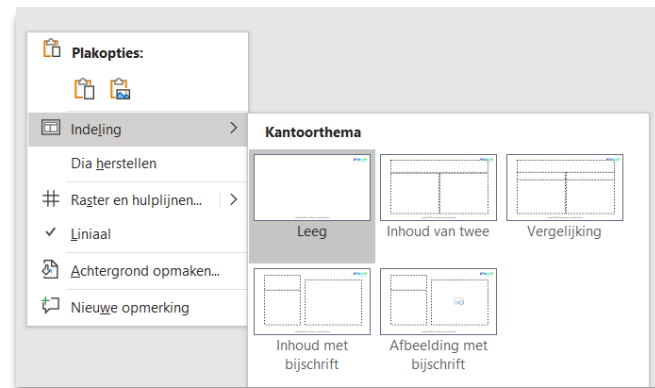 Plakopties:
Indeling
Dia herstellen
Raster en hulplijnen...
Liniaal
Achtergrond opmaken...
Nieuwe opmerking
Kantoorthema
Leeg
Inhoud van twee
Vergelijking
Inhoud met
bijschrift
Afbeelding met
bijschrift